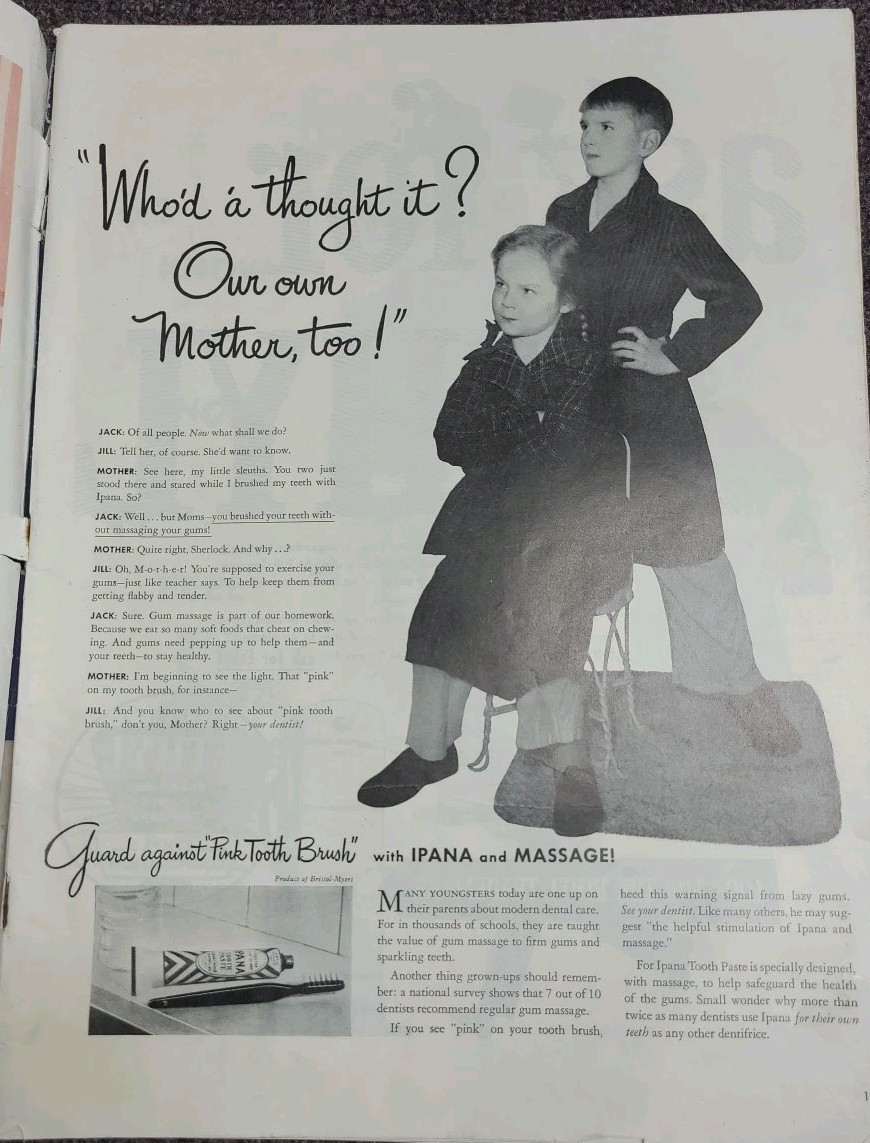 "Who'd á thought it?
Our own
Mother, too!"
JACK: Of all people. Now what shall we do?
JILL: Tell her, of course. She'd want to know.
MOTHER: See here, my little sleuths. You two just
stood there and stared while I brushed my teeth with
Ipana. So?
JACK: Well . . . but Moms—you brushed your teeth with-
out massaging your gums!
MOTHER: Quite right, Sherlock. And why . . .?
JILL: Oh, M-o-t-h-e-r! You're supposed to exercise your
gums—just like teacher says. To help keep them from
getting flabby and tender.
JACK: Sure. Gum massage is part of our homework.
Because we eat so many soft foods that cheat on chew-
ing. And gums need pepping up to help them—and
your teeth—to stay healthy.
MOTHER: I'm beginning to see the light. That "pink"
on my tooth brush, for instance—
JILL: And you know who to see about "pink tooth
brush," don't you, Mother? Right—your dentist!
Guard against "Pink Tooth Brush" with IPANA and MASSAGE!
Product of Bristol-Myers
IPANA
TOOTH
PASTE
MANY YOUNGSTERS today are one up on
their parents about modern dental care.
For in thousands of schools, they are taught
the value of gum massage to firm gums and
sparkling teeth.
Another thing grown-ups should remem-
ber: a national survey shows that 7 out of 10
dentists recommend regular gum massage.
If you see "pink" on your tooth brush,
heed this warning signal from lazy gums.
See your dentist. Like many others, he may sug-
gest "the helpful stimulation of Ipana and
massage."
For Ipana Tooth Paste is specially designed,
with massage, to help safeguard the health
of the gums. Small wonder why more than
twice as many dentists use Ipana for their own
teeth as any other dentifrice.
1